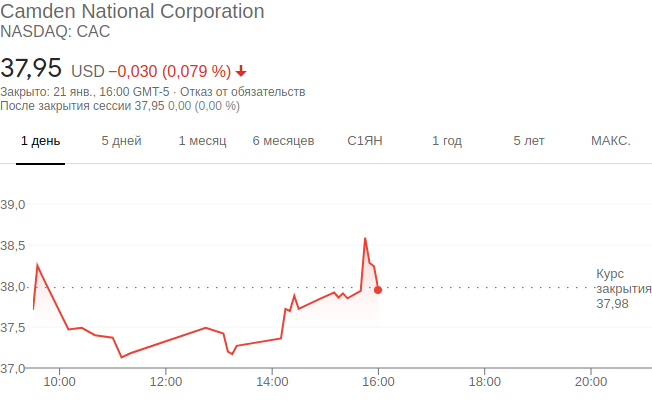 Camden National Corporation
NASDAQ: CAC
37,95 USD −0,030 (0,079 %)
Закрыто: 21 янв., 16:00 GMT-5 · Отказ от обязательств
После закрытия сессии 37,95 0,00 (0,00 %)
1 день 5 дней 1 месяц 6 месяцев С1ЯН 1 год 5 лет МАКС.
39,0
38,5
38,0
37,5
37,0
Курс
закрытия
37,98
10:00 12:00 14:00 16:00 18:00 20:00